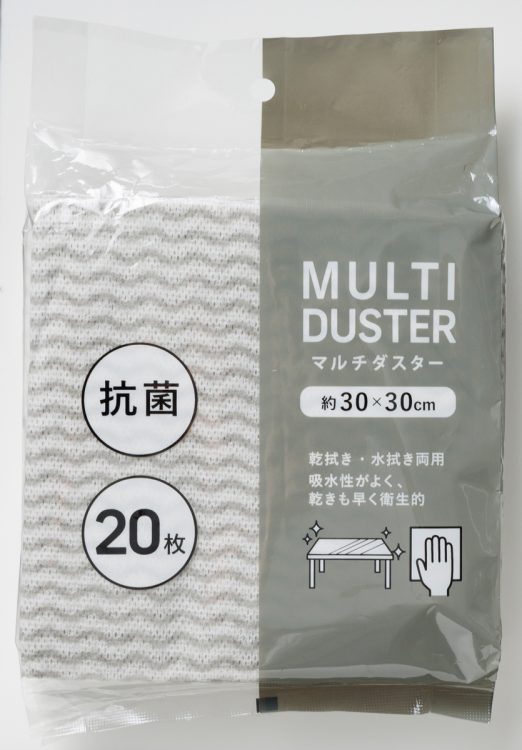 MULTI
DUSTER
マルチダスター
約30×30cm
乾拭き・水拭き両用
吸水性がよく、
乾きも早く衛生的
抗菌
20枚